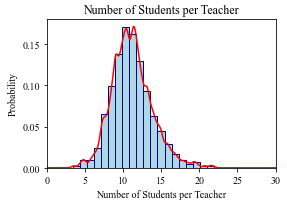 Number of Students per Teacher
Probability
0.15
0.10
0.05
0.00
0 5 10 15 20 25 30
Number of Students per Teacher